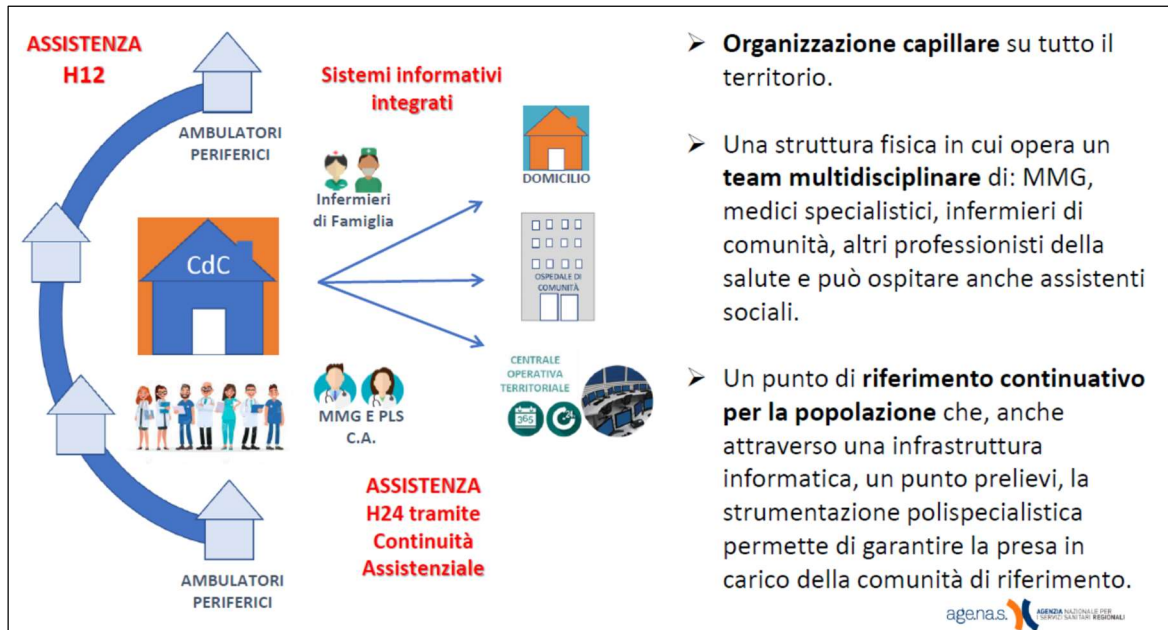 ASSISTENZA
H12
AMBULATORI
PERIFERICI
Sistemi informativi
integrati
Infermieri
di Famiglia
CdC
DOMICILIO
OSPEDALE DI
COMUNITÀ
CENTRALE
OPERATIVA
TERRITORIALE
365
MMG E PLS
C.A.
ASSISTENZA
H24 tramite
Continuità
Assistenziale
AMBULATORI
PERIFERICI
➢ Organizzazione capillare su tutto il
territorio.
➢ Una struttura fisica in cui opera un
team multidisciplinare di: MMG,
medici specialistici, infermieri di
comunità, altri professionisti della
salute e può ospitare anche assistenti
sociali.
➢ Un punto di riferimento continuativo
per la popolazione che, anche
attraverso una infrastruttura
informatica, un punto prelievi, la
strumentazione polispecialistica
permette di garantire la presa in
carico della comunità di riferimento.
age.na.s. AGENZIA NAZIONALE PER
I SERVIZI SANITARI REGIONALI